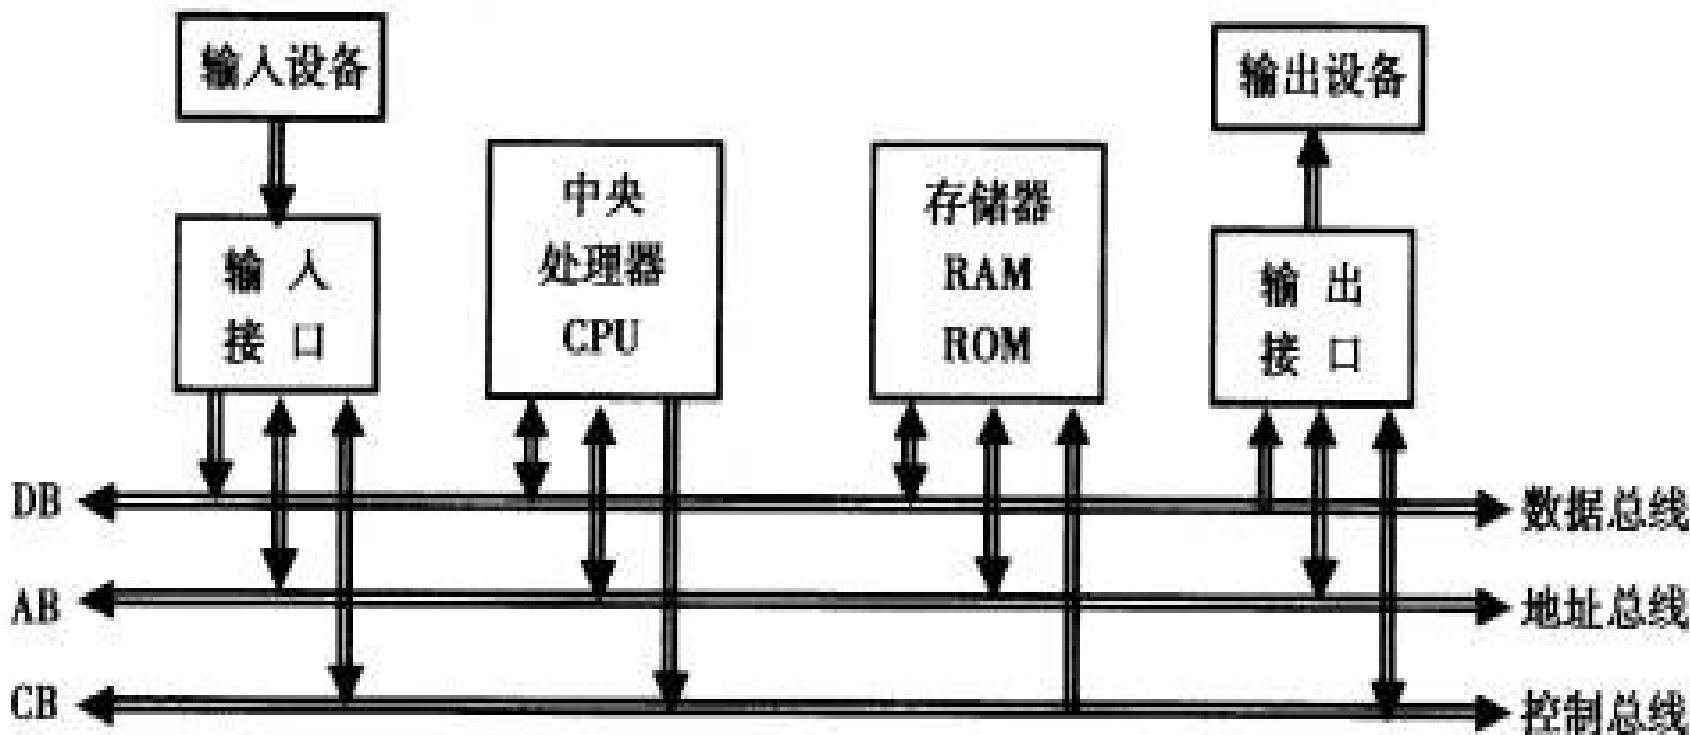 输入设备
输出设备
中央
处理器
CPU
存储器
RAM
ROM
输入
接口
输出
接口
DB
数据总线
AB
地址总线
CB
控制总线